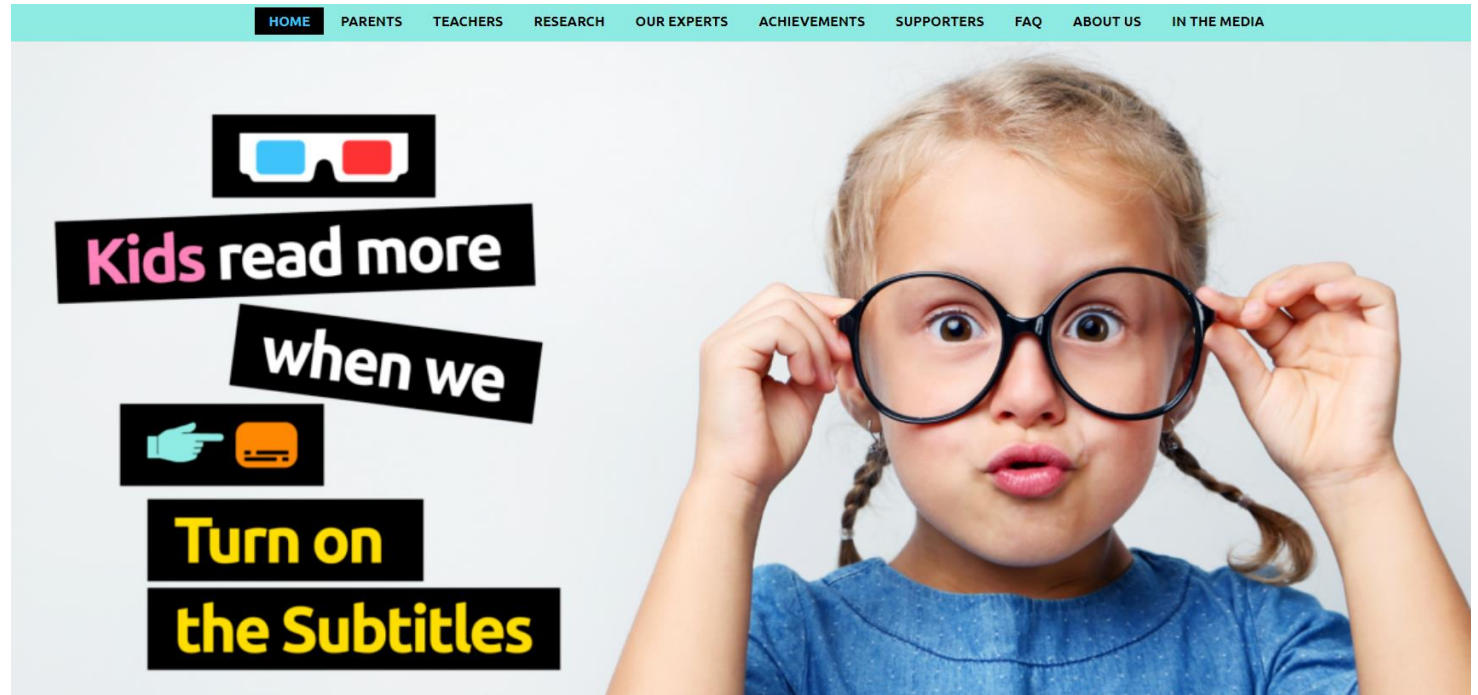 HOME PARENTS TEACHERS RESEARCH OUR EXPERTS ACHIEVEMENTS SUPPORTERS FAQ ABOUT US IN THE MEDIA
Kids read more
when we
Turn on
the Subtitles